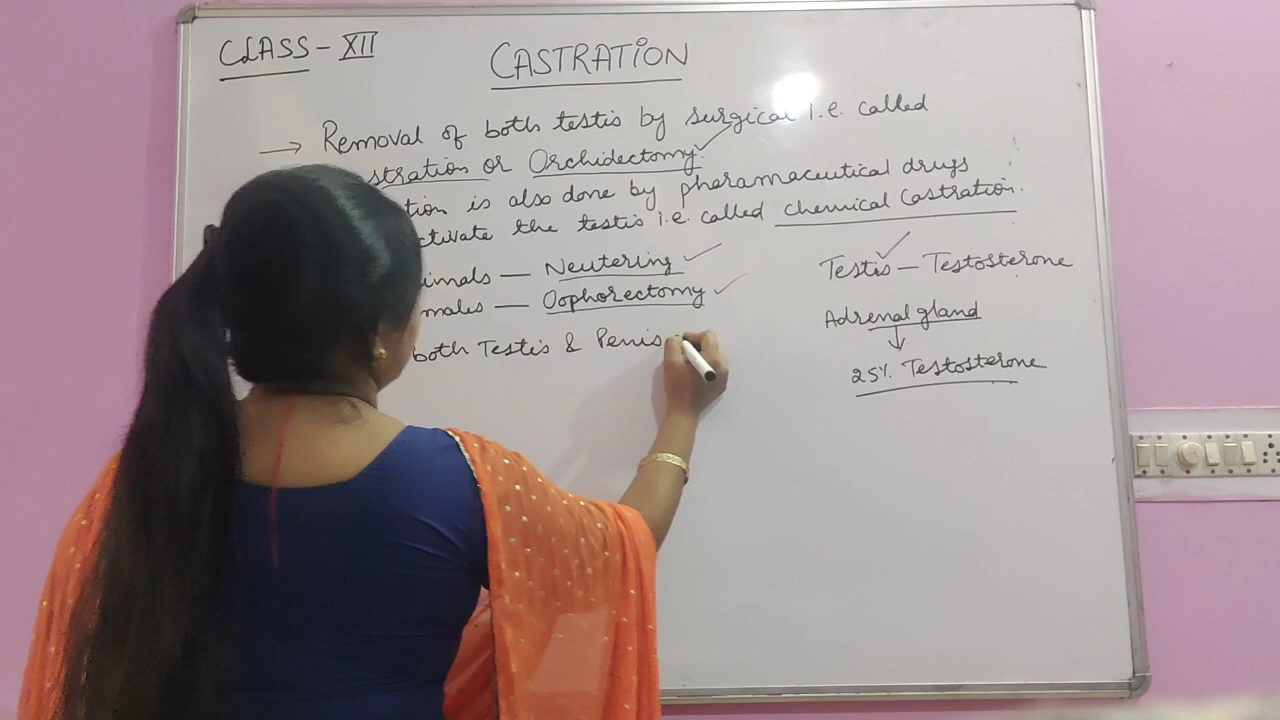 CLASS - XII
CASTRATION
→ Removal of both testis by surgical i.e. called
stration or Orchidectomy.
tion is also done by pharamaceutical drugs
ctivate the testis i.e. called chemical Castration.
imals — Neutering ✓
males — Oophorectomy ✓
both Testis & Penis
Testis — Testosterone
Adrenal gland
↓
25% Testosterone